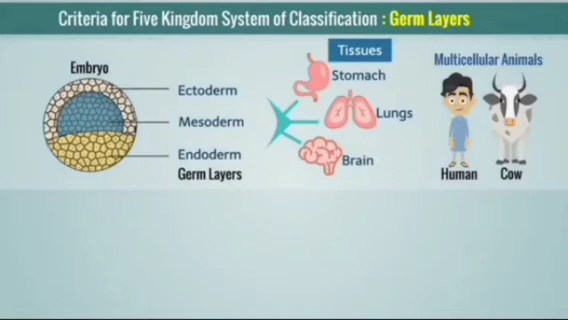 Criteria for Five Kingdom System of Classification : Germ Layers
Embryo
Ectoderm
Mesoderm
Endoderm
Germ Layers
Tissues
Stomach
Lungs
Brain
Multicellular Animals
Human
Cow